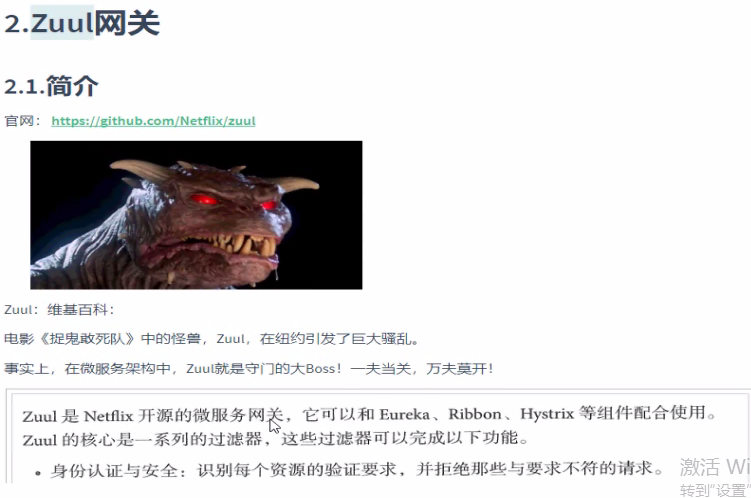 2.Zuul网关
2.1.简介
官网： https://github.com/Netflix/zuul
Zuul：维基百科：
电影《捉鬼敢死队》中的怪兽，Zuul，在纽约引发了巨大骚乱。
事实上，在微服务架构中，Zuul就是守门的大Boss！一夫当关，万夫莫开！
Zuul 是 Netflix 开源的微服务网关，它可以和 Eureka、Ribbon、Hystrix 等组件配合使用。
Zuul 的核心是一系列的过滤器，这些过滤器可以完成以下功能。
• 身份认证与安全：识别每个资源的验证要求，并拒绝那些与要求不符的请求。
激活 Wi
转到"设置"